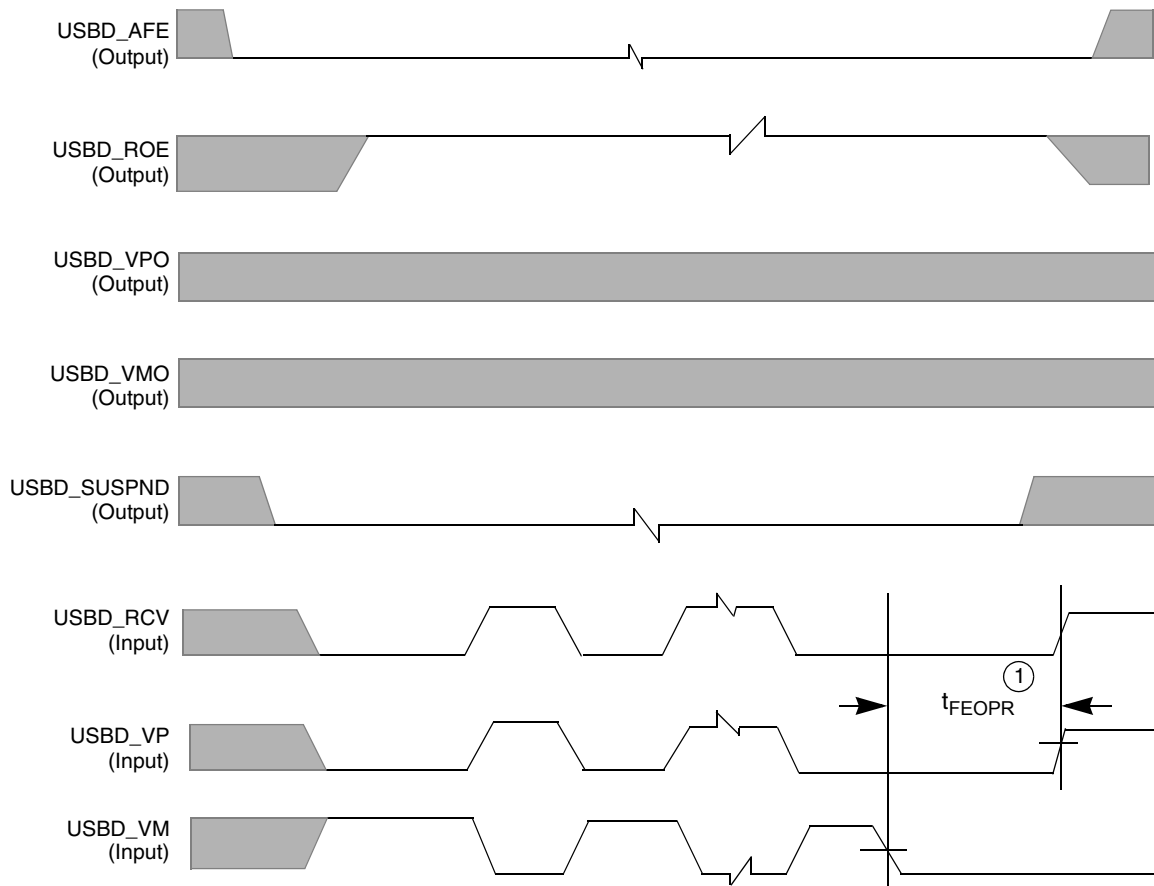 USBD_AFE
(Output)
USBD_ROE
(Output)
USBD_VPO
(Output)
USBD_VMO
(Output)
USBD_SUSPND
(Output)
USBD_RCV
(Input)
1
tFEOPR
USBD_VP
(Input)
USBD_VM
(Input)